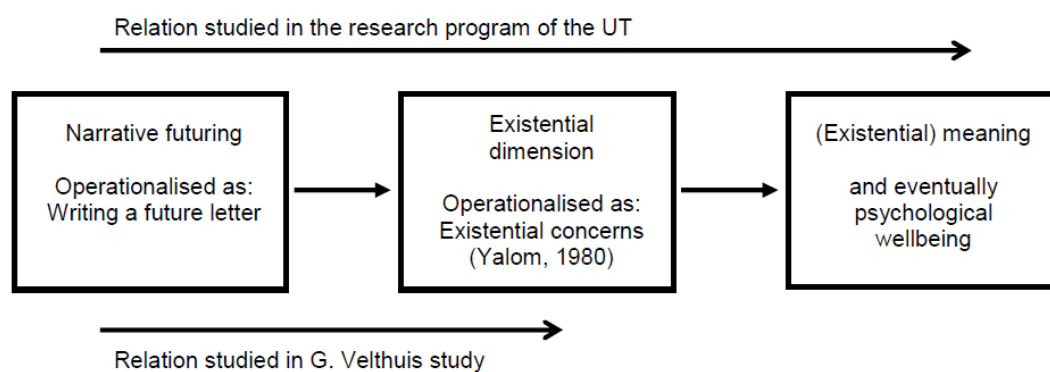 Relation studied in the research program of the UT
Narrative futuring
Operationalised as:
Writing a future letter
Existential
dimension
Operationalised as:
Existential concerns
(Yalom, 1980)
(Existential) meaning
and eventually
psychological
wellbeing
Relation studied in G. Velthuis study